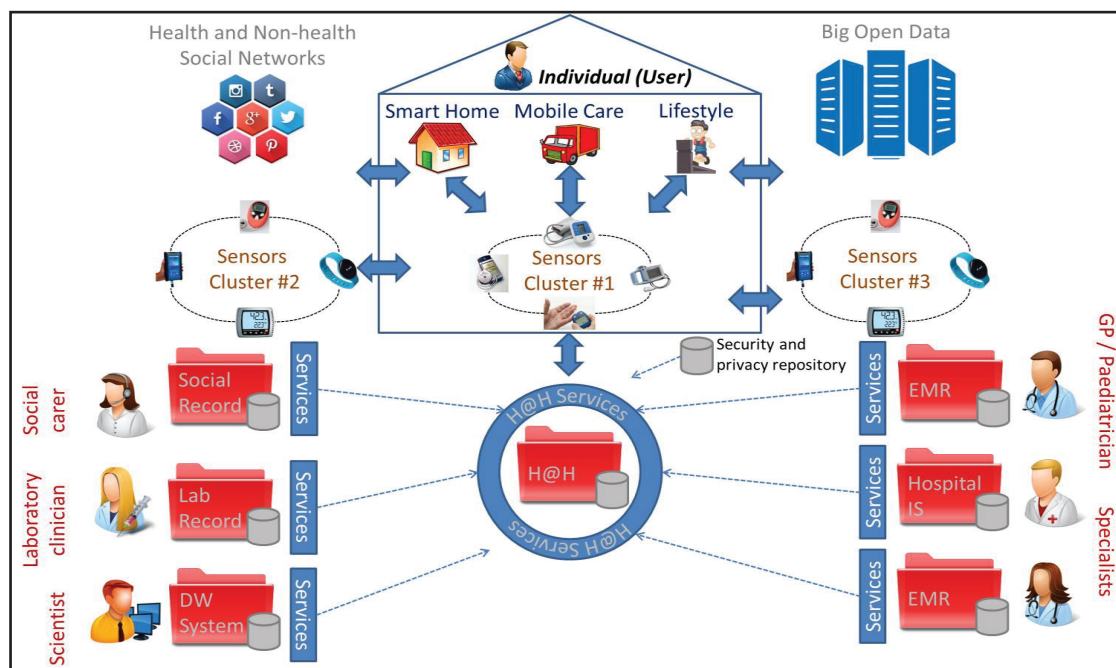 Health and Non-health
Social Networks
Individual (User)
Big Open Data
Smart Home
Mobile Care
Lifestyle
Sensors
Cluster #2
Sensors
Cluster #1
Sensors
Cluster #3
Security and
privacy repository
Social
carer
Social
Record
Services
H@H Services
H@H
H@H Services
Services
EMR
GP / Paediatrician
Laboratory
clinician
Lab
Record
Services
Services
Hospital
IS
Specialists
Scientist
DW
System
Services
Services
EMR